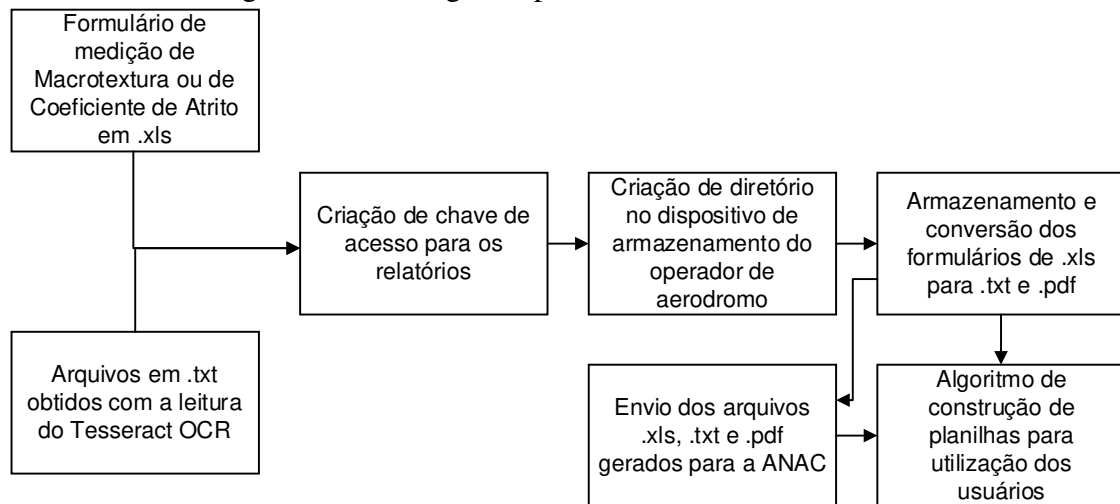 Formulário de
medição de
Macrotextura ou de
Coeficiente de Atrito
em .xls
Arquivos em .txt
obtidos com a leitura
do Tesseract OCR
Criação de chave de
acesso para os
relatórios
Criação de diretório
no dispositivo de
armazenamento do
operador de
aerodromo
Armazenamento e
conversão dos
formulários de .xls
para .txt e .pdf
Envio dos arquivos
.xls, .txt e .pdf
gerados para a ANAC
Algoritmo de
construção de
planilhas para
utilização dos
usuários